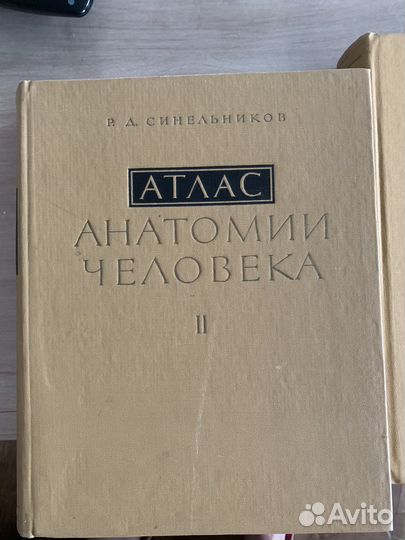 Р. Д. СИНЕЛЬНИКОВ
АТЛАС
АНАТОМИИ
ЧЕЛОВЕКА
II
Avito